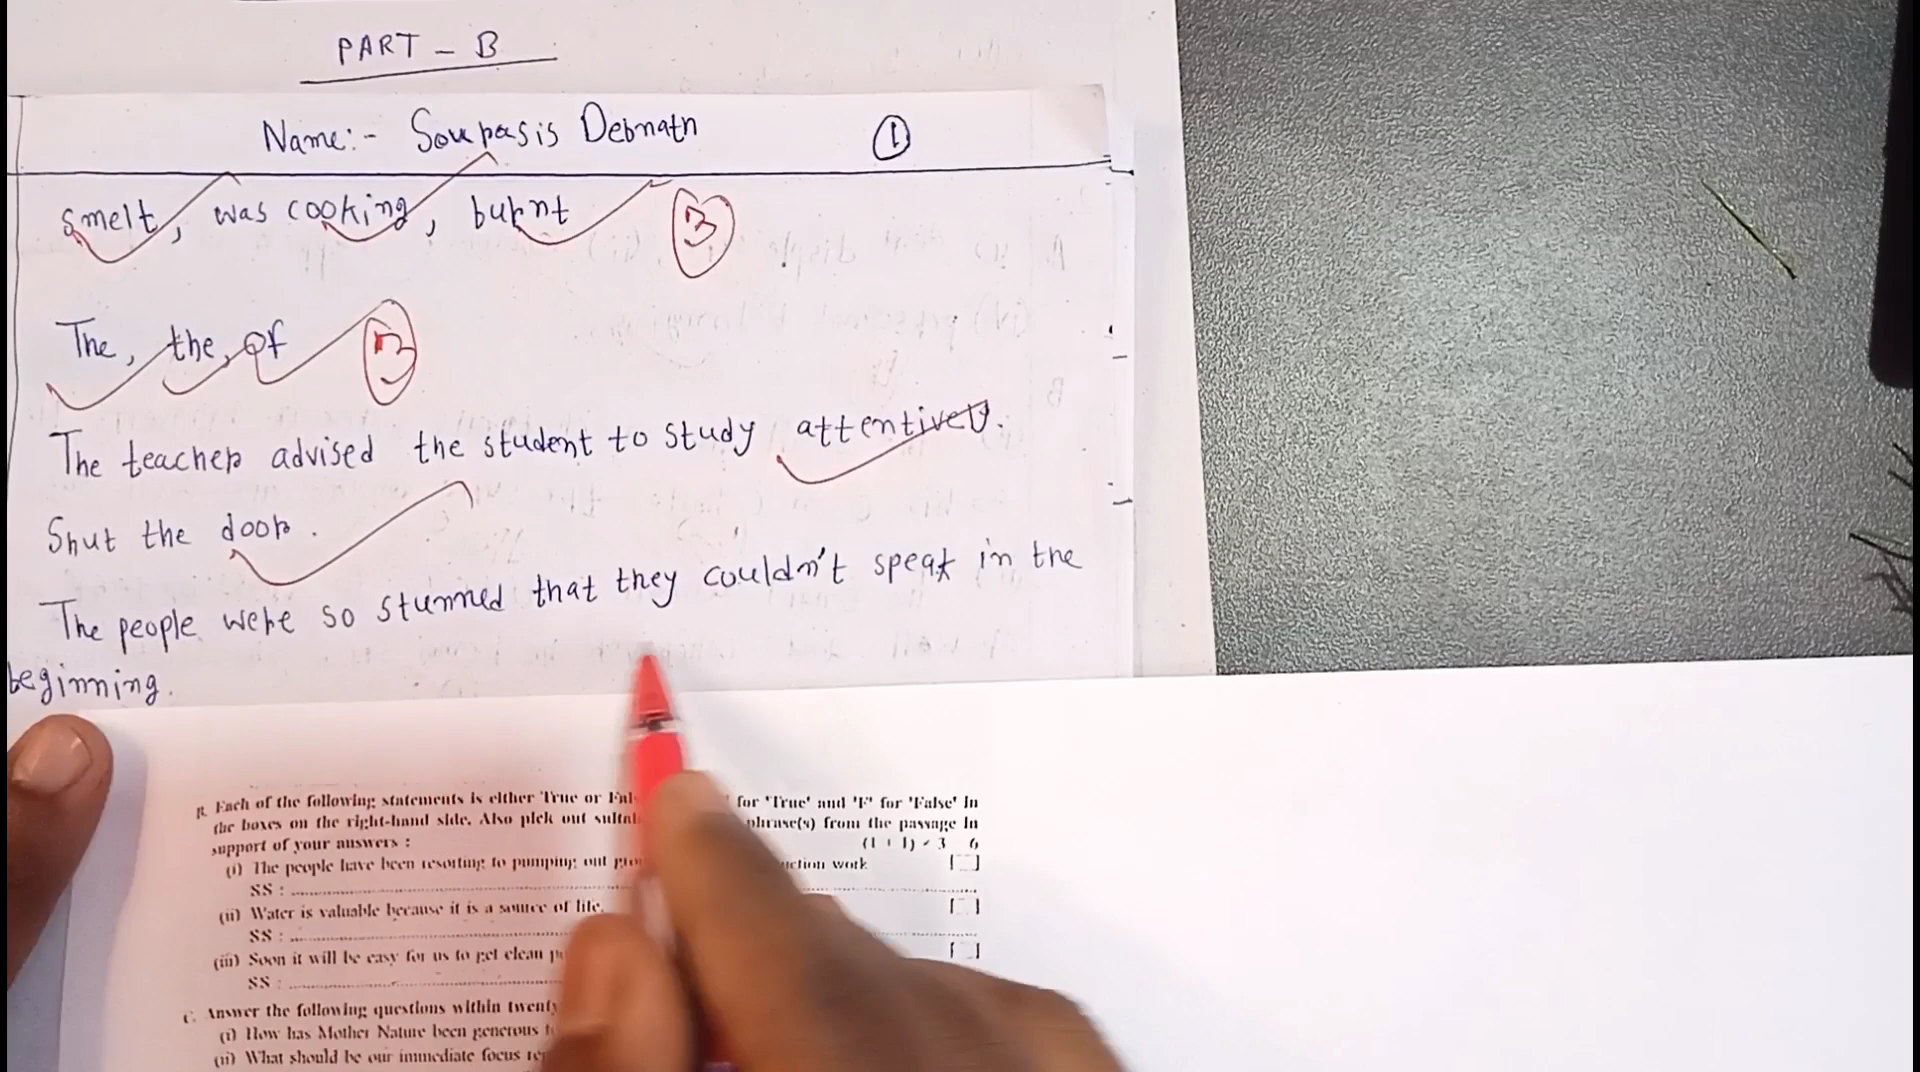 PART - B
Name:- Soupasis Debnath ①
smelt, was cooking, burnt 3
The, the, of 3
The teacher advised the student to study attentively.
Shut the door.
The people were so stunned that they couldn't speak in the
beginning.
B. Each of the following statements is either True or for 'True' and 'F' for 'False' in
the boxes on the right-hand side. Also pick out phrase(s) from the passage in
support of your answers : (1 + 1) × 3 6
(i) The people have been resorting to pumping out work [ ]
SS : ........................
(ii) Water is valuable because it is a source of life. [ ]
SS : ........................
(iii) Soon it will be easy for us to get clean [ ]
SS : ........................
C. Answer the following questions within
(i) How has Mother Nature been generous
(ii) What should be our immediate focus